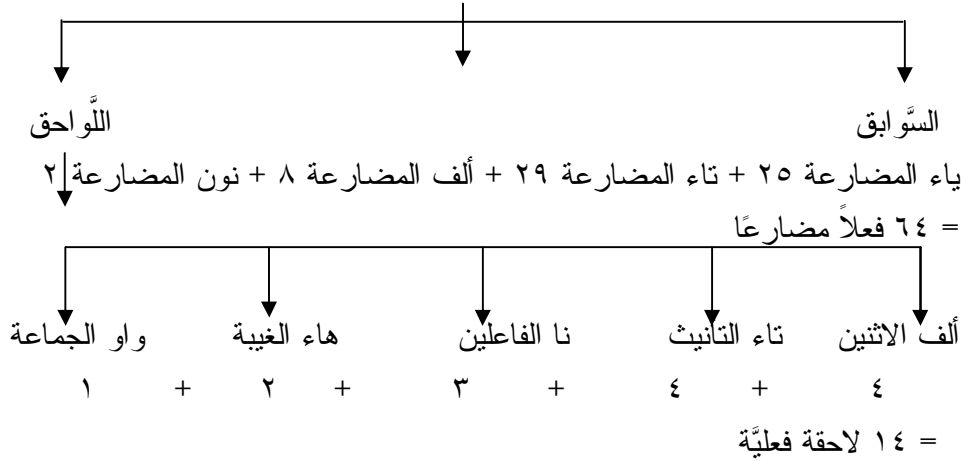 السَّوابق اللَّواحق
ياء المضارعة ٢٥ + تاء المضارعة ٢٩ + ألف المضارعة ٨ + نون المضارعة ٢
= ٦٤ فعلاً مضارعًا
ألف الاثنين تاء التأنيث نا الفاعلين هاء الغيبة واو الجماعة
٤ + ٤ + ٣ + ٢ + ١
= ١٤ لاحقة فعليَّة